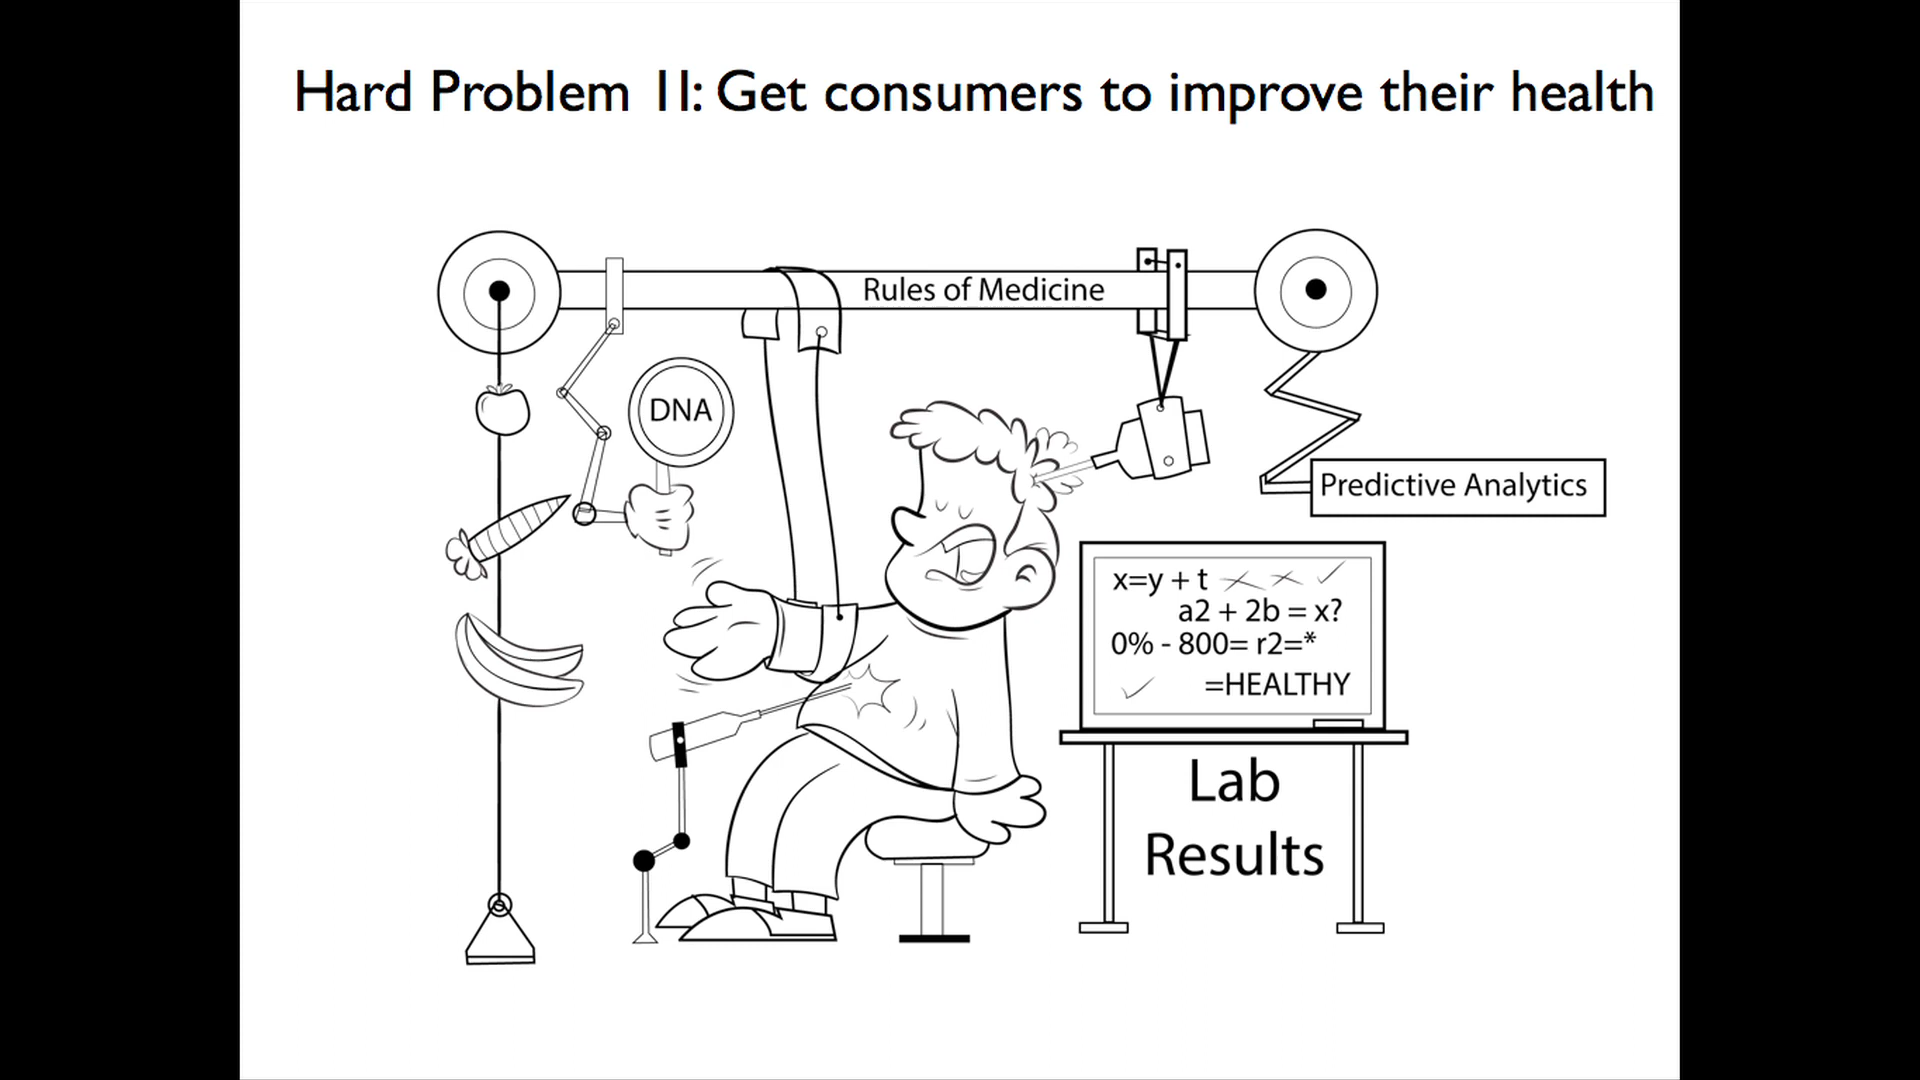 Hard Problem 1I: Get consumers to improve their health
Rules of Medicine
DNA
Predictive Analytics
x=y + t
a2 + 2b = x?
0% - 800= r2=*
=HEALTHY
Lab
Results